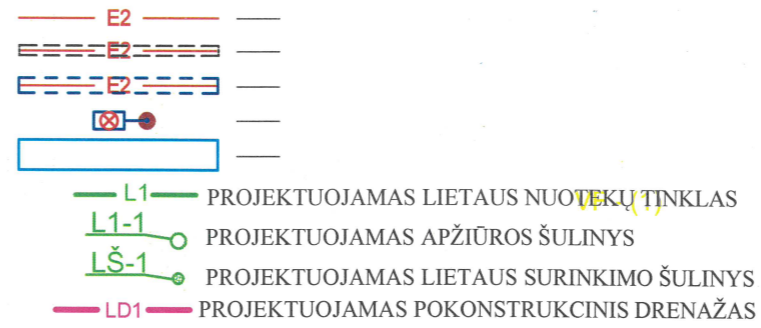 E2
E2
E2
L1 PROJEKTUOJAMAS LIETAUS NUOTEKŲ TINKLAS
L1-1 PROJEKTUOJAMAS APŽIŪROS ŠULINYS
LŠ-1 PROJEKTUOJAMAS LIETAUS SURINKIMO ŠULINYS
LD1 PROJEKTUOJAMAS POKONSTRUKCINIS DRENAŽAS